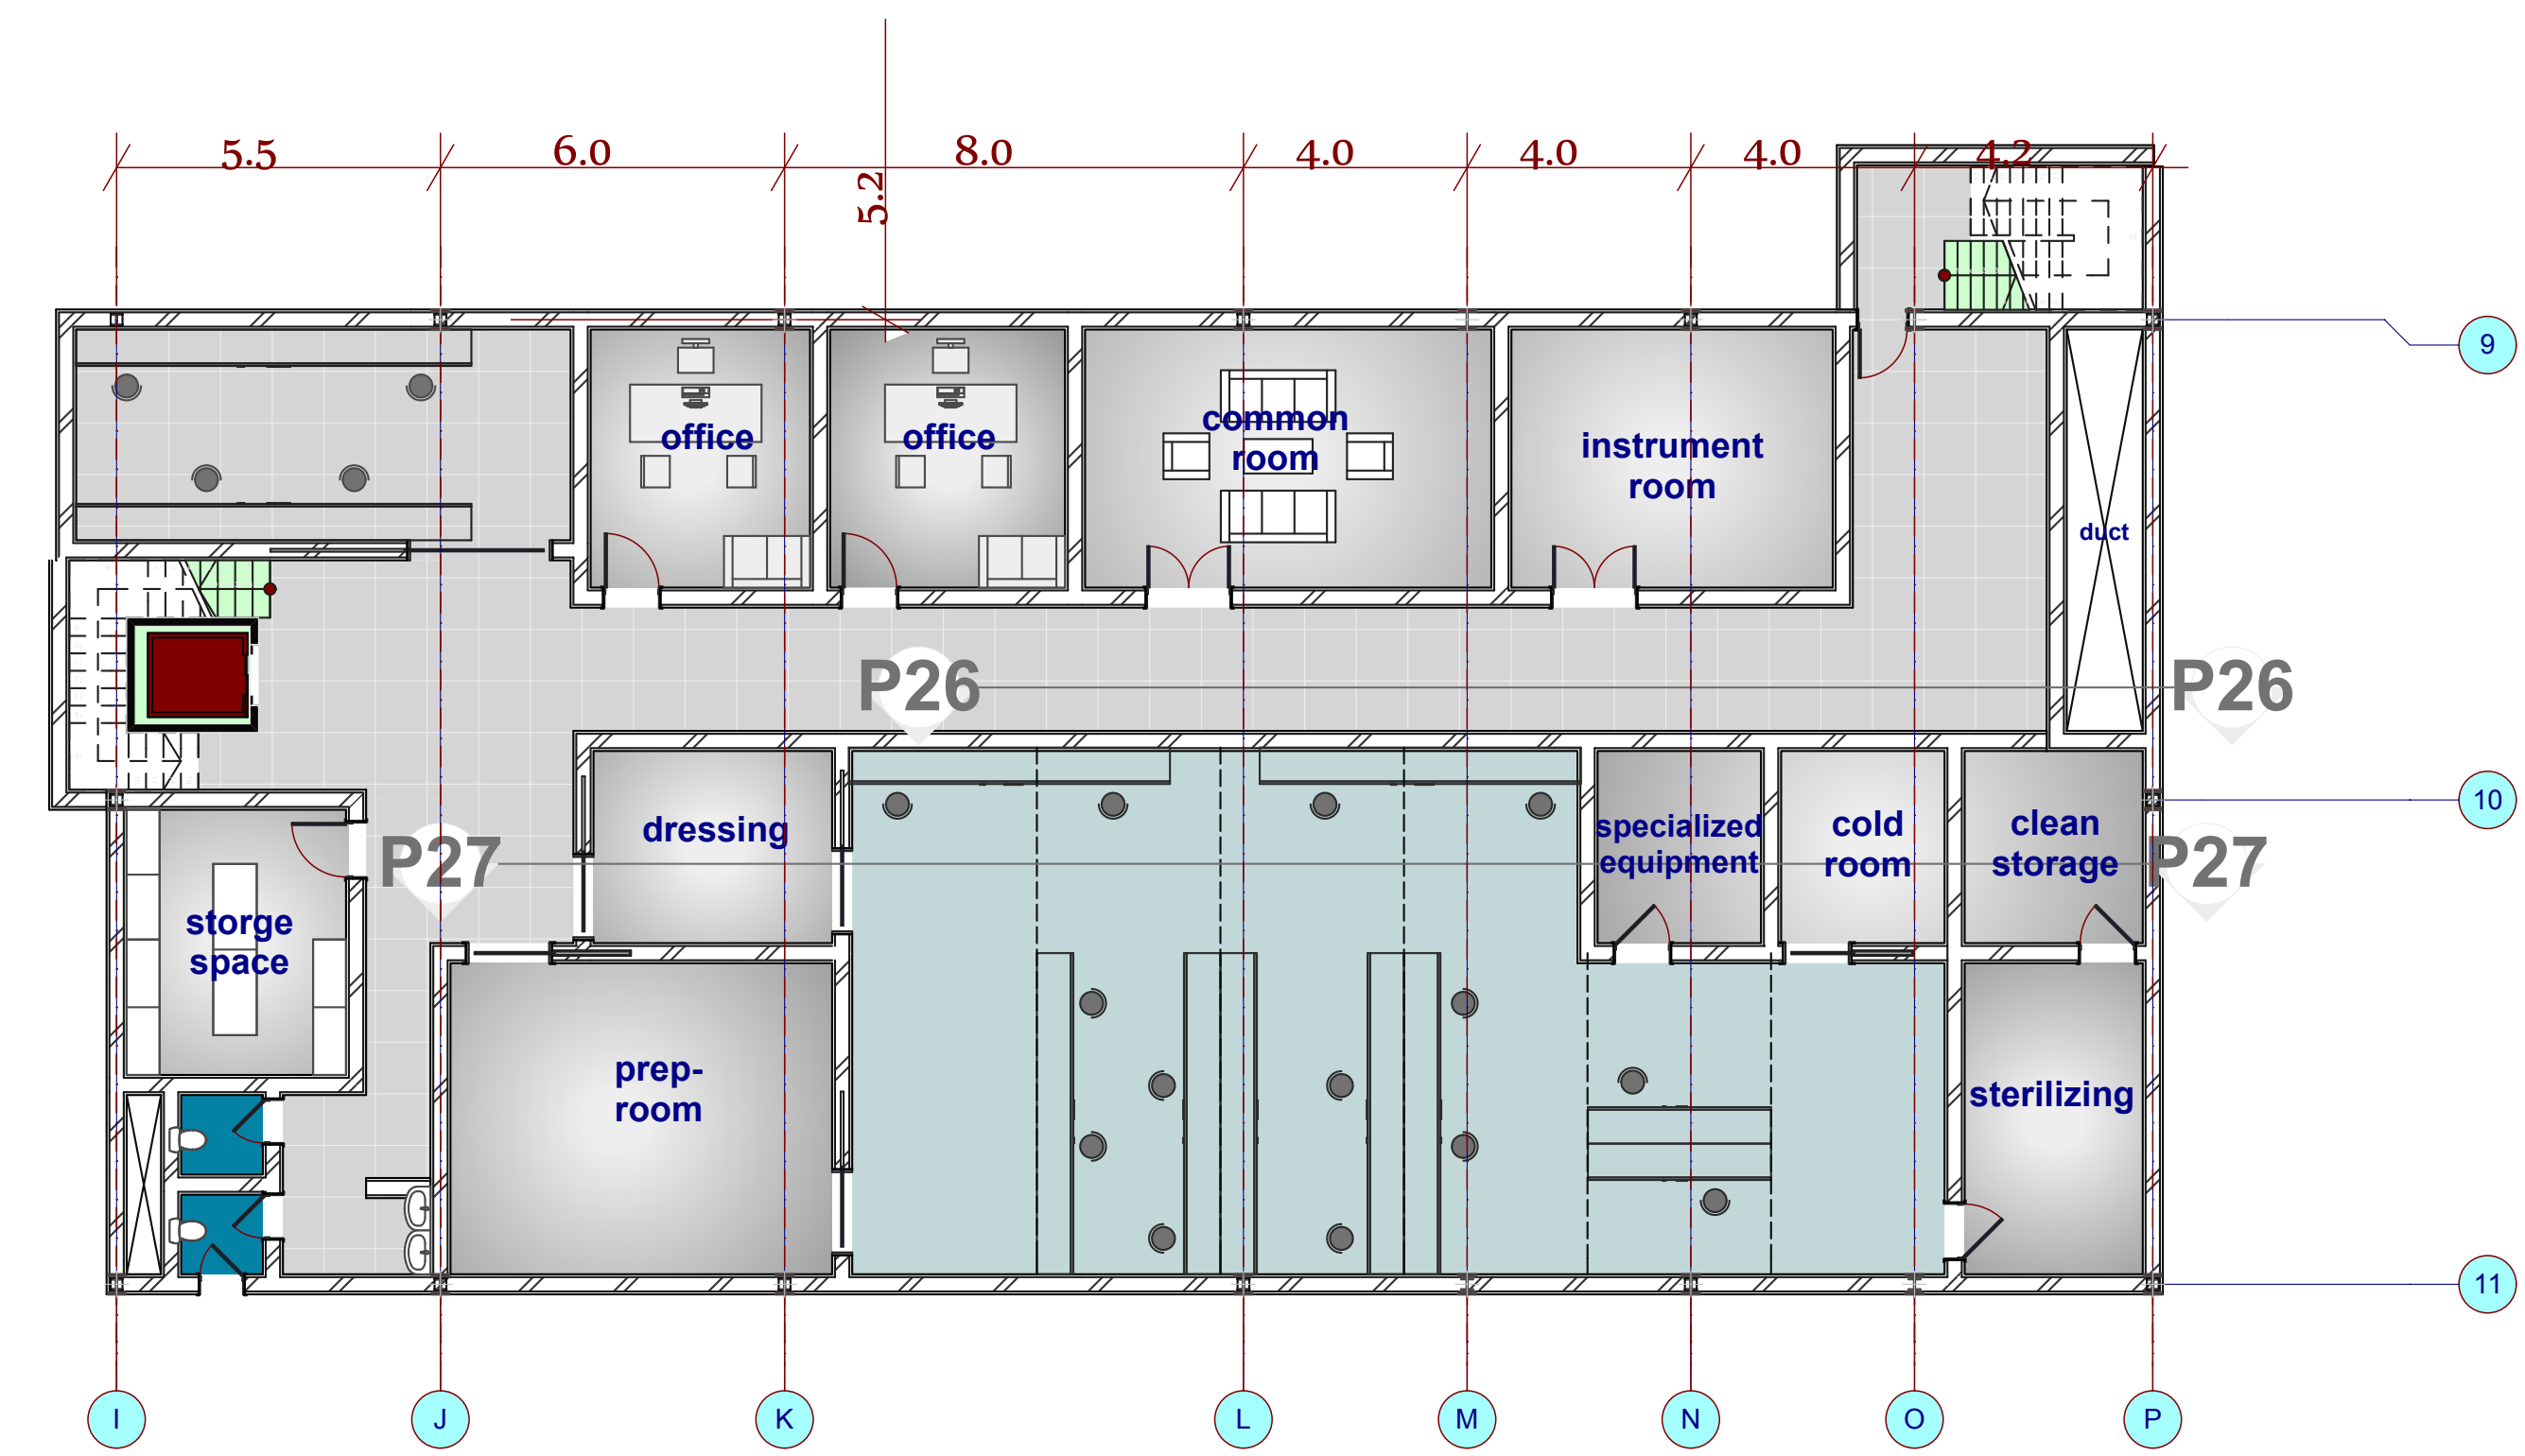 5.5
6.0
8.0
4.0
4.0
4.0
4.2
5.2
9
office
office
common
room
instrument
room
duct
P26
P26
10
dressing
specialized
equipment
cold
room
clean
storage
P27
P27
storge
space
prep-
room
sterilizing
11
I
J
K
L
M
N
O
P